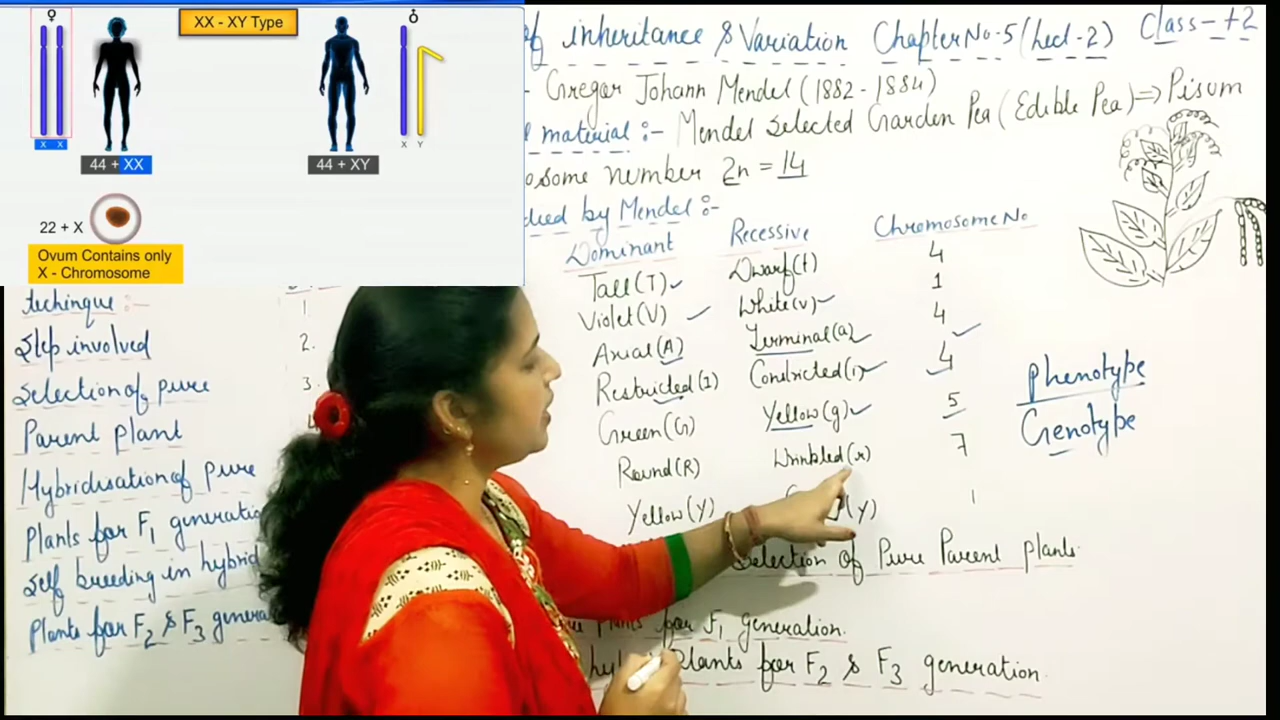 ♀
XX - XY Type
♂
X X
X Y
44 + XX
44 + XY
22 + X
Ovum Contains only
X - Chromosome
of inheritance & Variation Chapter No-5 (Lect-2) Class-+2
- Gregor Johann Mendel (1882-1884)
material :- Mendel Selected Garden Pea (Edible Pea) => Pisum
osome number 2n = 14
died by Mendel :-
Dominant Recessive Chromosome No
Tall (T) Dwarf (t) 4
1. Violet (V) White (v) 1
2. Axial (A) Terminal (a) 4
3. Restricted (I) Constricted (i) 4
Green (G) Yellow (g) 5
Round (R) Wrinkled (r) 7
Yellow (Y) (y) 1
Phenotype
Genotype
techinque :-
Step involved
Selection of pure
Parent plant
Hybridisation of pure
Plants for F1 generatio
Self breeding in hybrid
Plants for F2 & F3 genera
Selection of Pure Parent plants
plants for F1 generation.
Plants for F2 & F3 generation